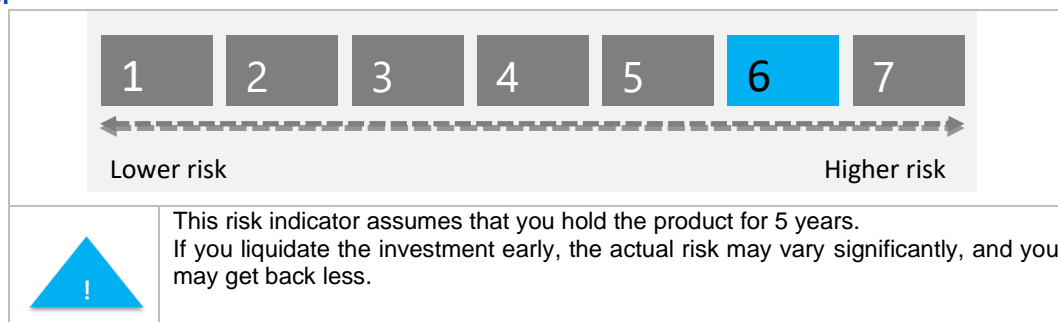 1 2 3 4 5 6 7
Lower risk Higher risk
This risk indicator assumes that you hold the product for 5 years.
If you liquidate the investment early, the actual risk may vary significantly, and you
may get back less.
!